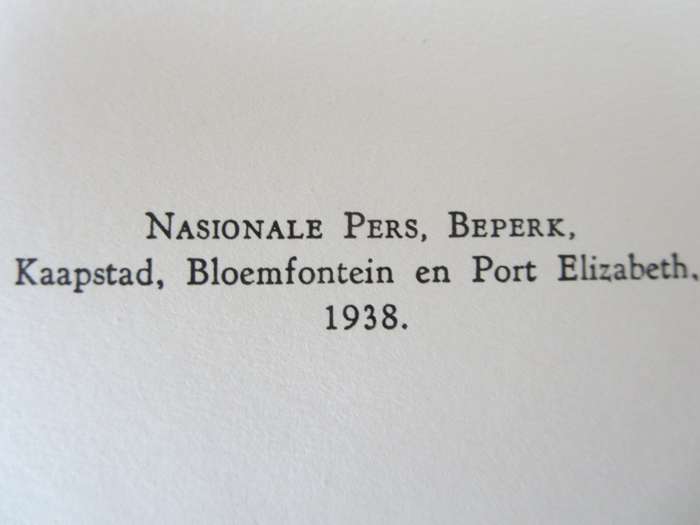 Nasionale Pers, Beperk,
Kaapstad, Bloemfontein en Port Elizabeth.
1938.